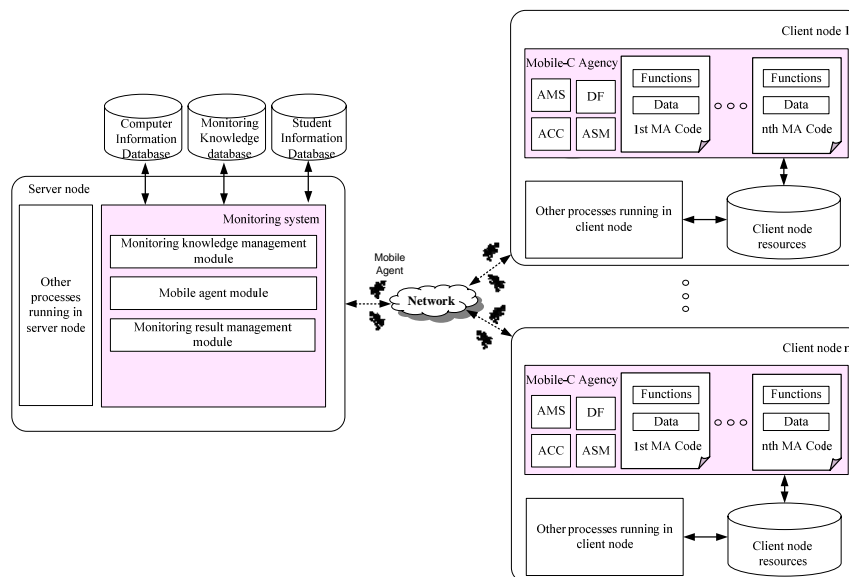 Computer
Information
Database
Monitoring
Knowledge
database
Student
Information
Database
Server node
Other
processes
running in
server node
Monitoring system
Monitoring knowledge management
module
Mobile agent module
Monitoring result management
module
Mobile
Agent
Network
Client node 1
Mobile-C Agency
AMS
DF
ACC
ASM
Functions
Data
1st MA Code
Functions
Data
nth MA Code
Other processes running in
client node
Client node
resources
Client node n
Mobile-C Agency
AMS
DF
ACC
ASM
Functions
Data
1st MA Code
Functions
Data
nth MA Code
Other processes running in
client node
Client node
resources